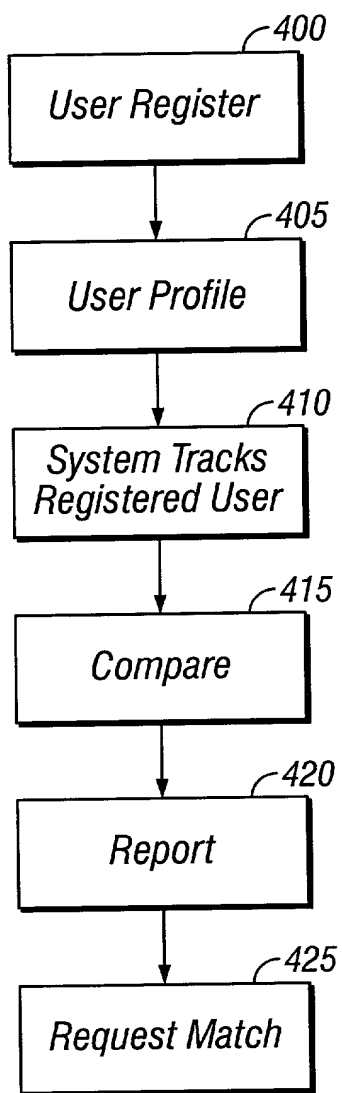 400
User Register
405
User Profile
410
System Tracks
Registered User
415
Compare
420
Report
425
Request Match